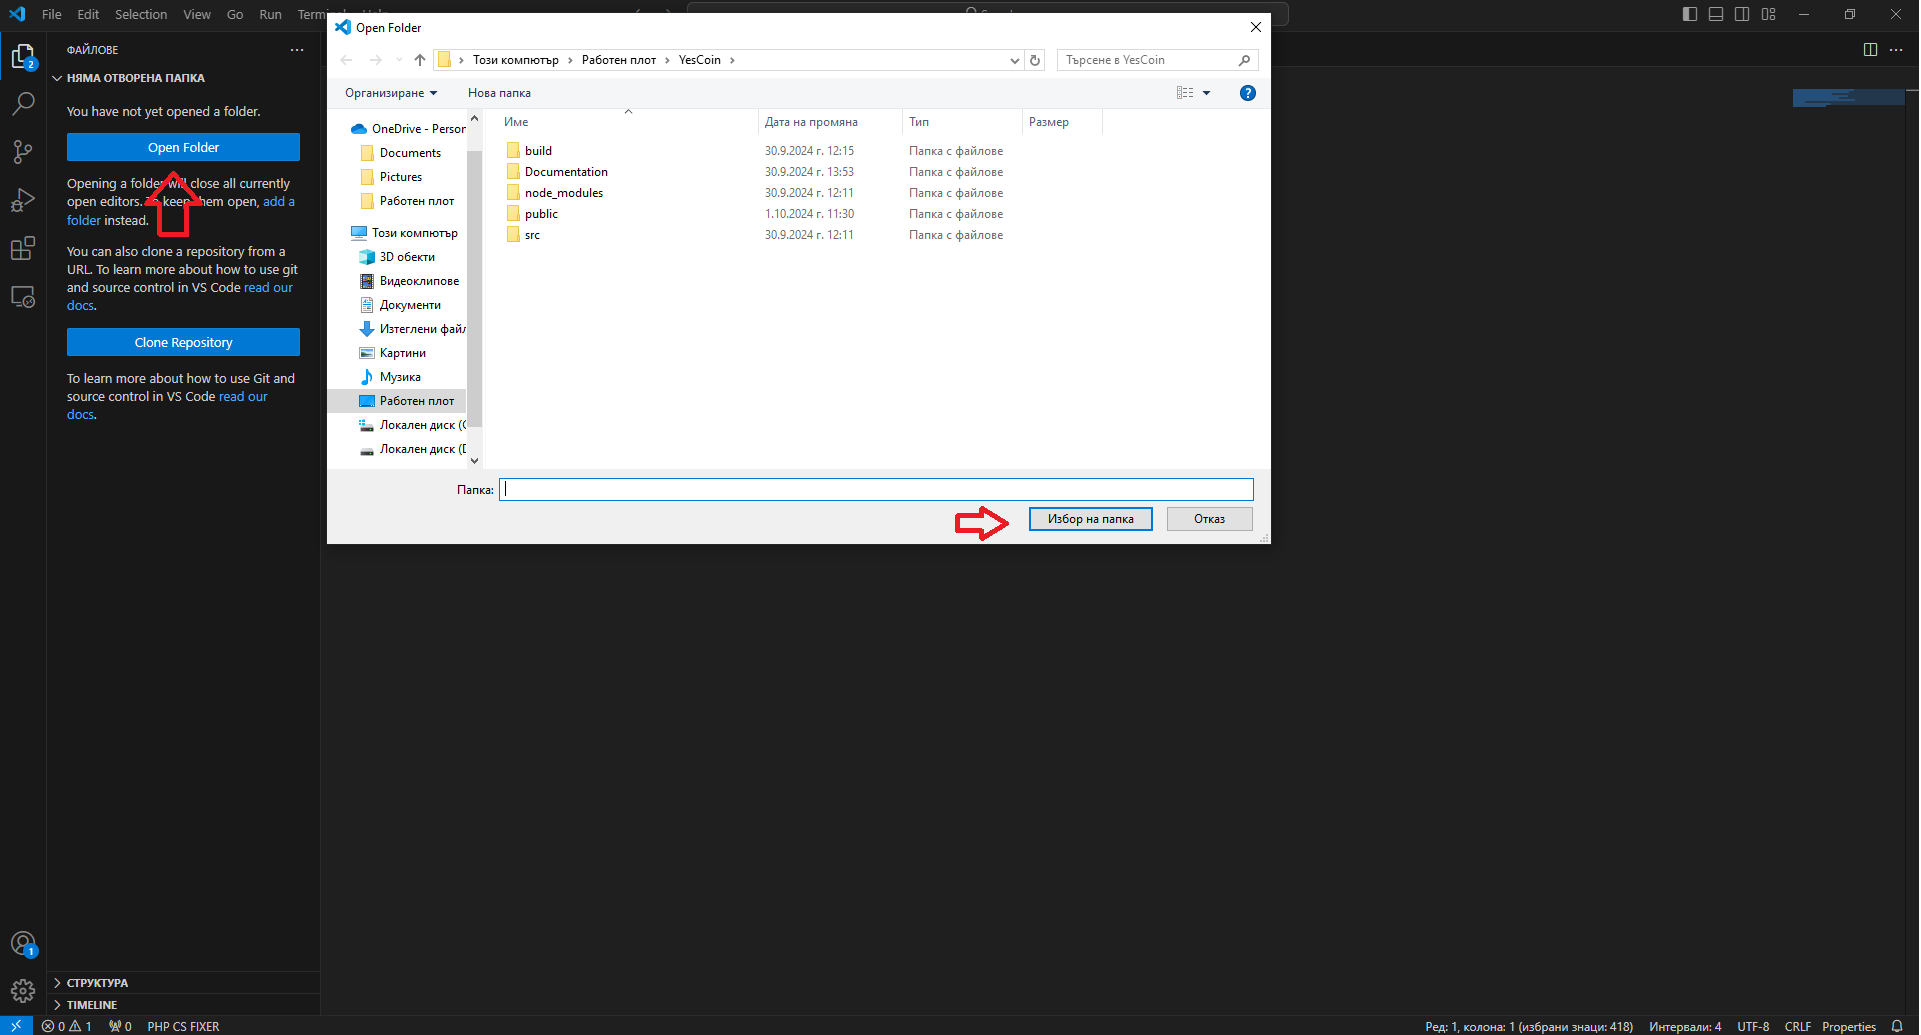 File Edit Selection View Go Run
Open Folder
Този компютър Работен плот YesCoin
Търсене в YesCoin
Организиране Нова папка
ФАЙЛОВЕ
2
НЯМА ОТВОРЕНА ПАПКА
You have not yet opened a folder.
Open Folder
Opening a folder will close all currently
open editors. To keep them open, add a
folder instead.
You can also clone a repository from a
URL. To learn more about how to use git
and source control in VS Code read our
docs.
Clone Repository
To learn more about how to use Git and
source control in VS Code read our
docs.
OneDrive - Person
Documents
Pictures
Работен плот
Този компютър
3D обекти
Видеоклипове
Документи
Изтеглени файл
Картини
Музика
Работен плот
Локален диск (C
Локален диск (D
Име Дата на промяна Тип Размер
build 30.9.2024 г. 12:15 Папка с файлове
Documentation 30.9.2024 г. 13:53 Папка с файлове
node_modules 30.9.2024 г. 12:11 Папка с файлове
public 1.10.2024 г. 11:30 Папка с файлове
src 30.9.2024 г. 12:11 Папка с файлове
Папка:
Избор на папка Отказ
1
СТРУКТУРА
TIMELINE
0 1 0 PHP CS FIXER
Ред: 1, колона: 1 (избрани знаци: 418) Интервали: 4 UTF-8 CRLF Properties